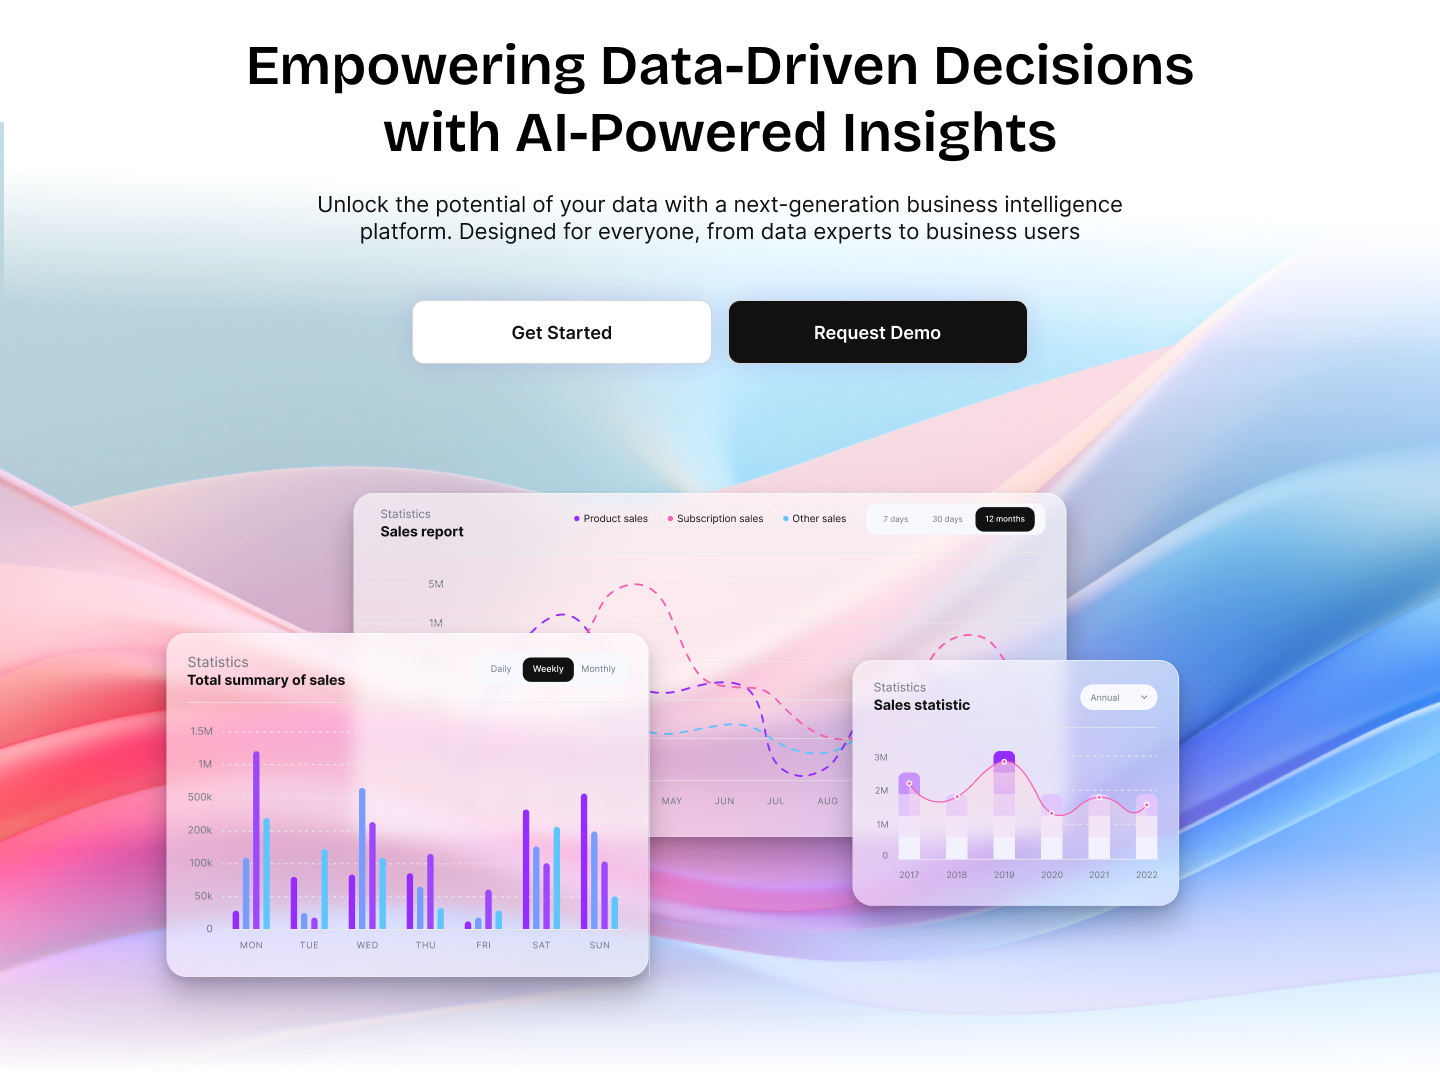 Empowering Data-Driven Decisions
with AI-Powered Insights
Unlock the potential of your data with a next-generation business intelligence
platform. Designed for everyone, from data experts to business users
Get Started
Request Demo
Statistics
Sales report
Product sales
Subscription sales
Other sales
7 days
30 days
12 months
5M
1M
MAY JUN JUL AUG
Statistics
Total summary of sales
Daily
Weekly
Monthly
1.5M
1M
500k
200k
100k
50k
0
MON TUE WED THU FRI SAT SUN
Statistics
Sales statistic
Annual
3M
2M
1M
0
2017 2018 2019 2020 2021 2022